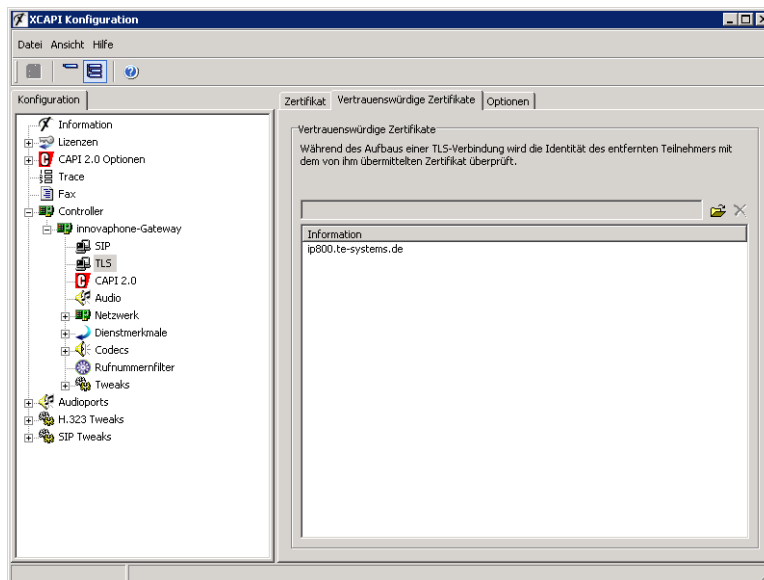 XCAPI Konfiguration
Datei Ansicht Hilfe
Konfiguration
Information
Lizenzen
CAPI 2.0 Optionen
Trace
Fax
Controller
innovaphone-Gateway
SIP
TLS
CAPI 2.0
Audio
Netzwerk
Dienstmerkmale
Codecs
Rufnummernfilter
Tweaks
Audioports
H.323 Tweaks
SIP Tweaks
Zertifikat Vertrauenswürdige Zertifikate Optionen
Vertrauenswürdige Zertifikate
Während des Aufbaus einer TLS-Verbindung wird die Identität des entfernten Teilnehmers mit
dem von ihm übermittelten Zertifikat überprüft.
Information
ip800.te-systems.de